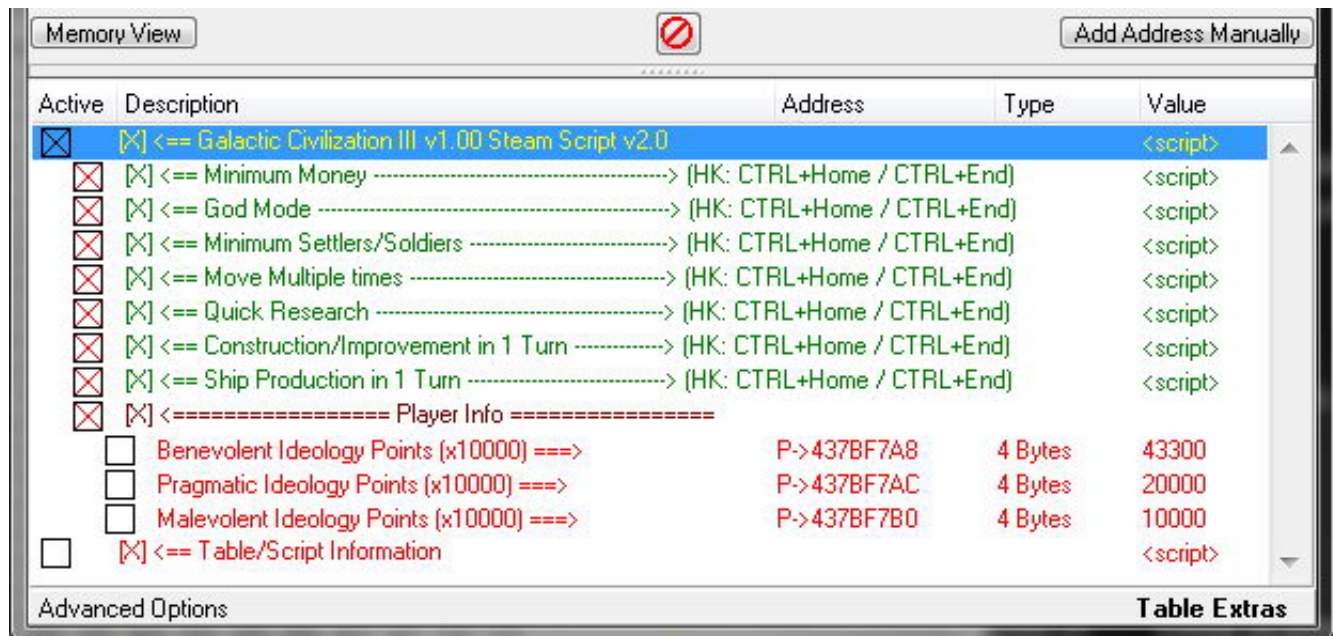 Memory View Add Address Manually
Active Description Address Type Value
[X] <== Galactic Civilization III v1.00 Steam Script v2.0 <script>
[X] <== Minimum Money ----------------------------------------> (HK: CTRL+Home / CTRL+End) <script>
[X] <== God Mode ------------------------------------------------> (HK: CTRL+Home / CTRL+End) <script>
[X] <== Minimum Settlers/Soldiers ---------------------------> (HK: CTRL+Home / CTRL+End) <script>
[X] <== Move Multiple times -----------------------------------> (HK: CTRL+Home / CTRL+End) <script>
[X] <== Quick Research ---------------------------------------> (HK: CTRL+Home / CTRL+End) <script>
[X] <== Construction/Improvement in 1 Turn ------------> (HK: CTRL+Home / CTRL+End) <script>
[X] <== Ship Production in 1 Turn ---------------------------> (HK: CTRL+Home / CTRL+End) <script>
[X] <================= Player Info ================
Benevolent Ideology Points (x10000) ===> P->437BF7A8 4 Bytes 43300
Pragmatic Ideology Points (x10000) ===> P->437BF7AC 4 Bytes 20000
Malevolent Ideology Points (x10000) ===> P->437BF7B0 4 Bytes 10000
[X] <== Table/Script Information <script>
Advanced Options Table Extras